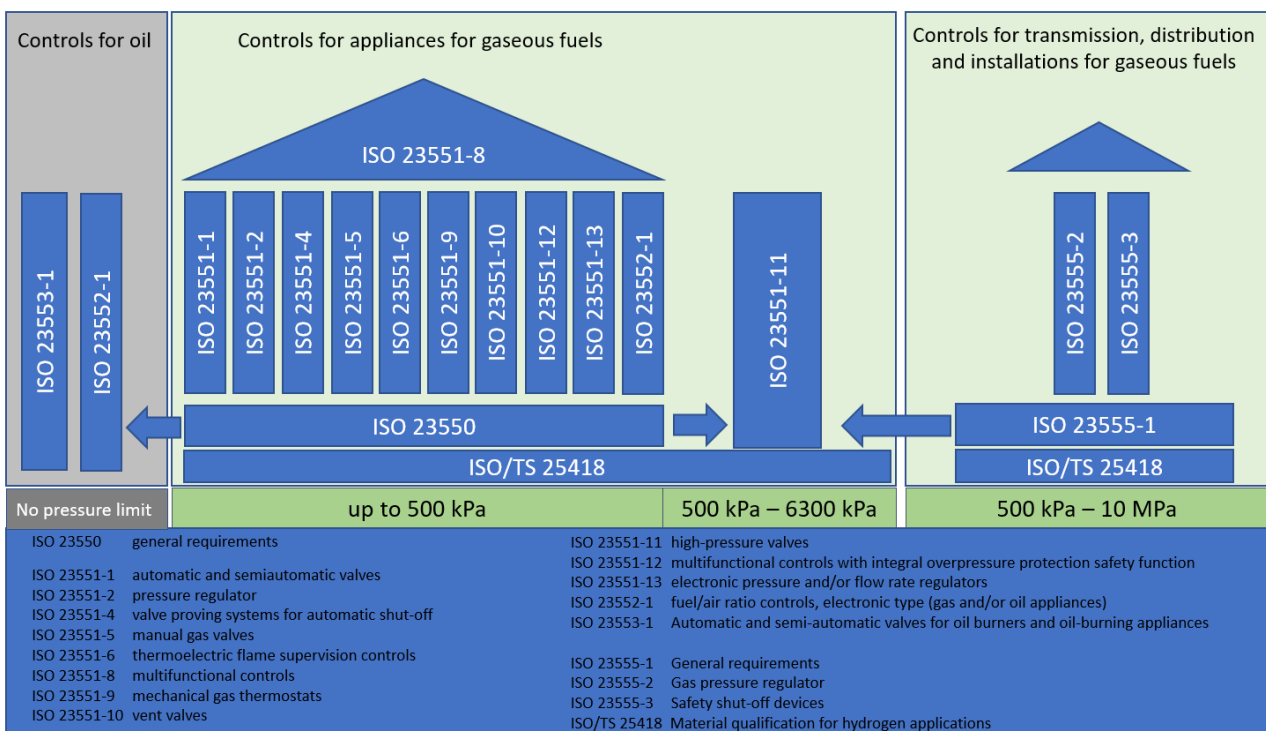 Controls for oil
Controls for appliances for gaseous fuels
Controls for transmission, distribution
and installations for gaseous fuels
ISO 23551-8
ISO 23553-1
ISO 23552-1
ISO 23551-1
ISO 23551-2
ISO 23551-4
ISO 23551-5
ISO 23551-6
ISO 23551-9
ISO 23551-10
ISO 23551-12
ISO 23551-13
ISO 23552-1
ISO 23551-11
ISO 23555-2
ISO 23555-3
ISO 23550
ISO 23555-1
ISO/TS 25418
ISO/TS 25418
No pressure limit
up to 500 kPa
500 kPa – 6300 kPa
500 kPa – 10 MPa
ISO 23550 general requirements
ISO 23551-1 automatic and semiautomatic valves
ISO 23551-2 pressure regulator
ISO 23551-4 valve proving systems for automatic shut-off
ISO 23551-5 manual gas valves
ISO 23551-6 thermoelectric flame supervision controls
ISO 23551-8 multifunctional controls
ISO 23551-9 mechanical gas thermostats
ISO 23551-10 vent valves
ISO 23551-11 high-pressure valves
ISO 23551-12 multifunctional controls with integral overpressure protection safety function
ISO 23551-13 electronic pressure and/or flow rate regulators
ISO 23552-1 fuel/air ratio controls, electronic type (gas and/or oil appliances)
ISO 23553-1 Automatic and semi-automatic valves for oil burners and oil-burning appliances
ISO 23555-1 General requirements
ISO 23555-2 Gas pressure regulator
ISO 23555-3 Safety shut-off devices
ISO/TS 25418 Material qualification for hydrogen applications